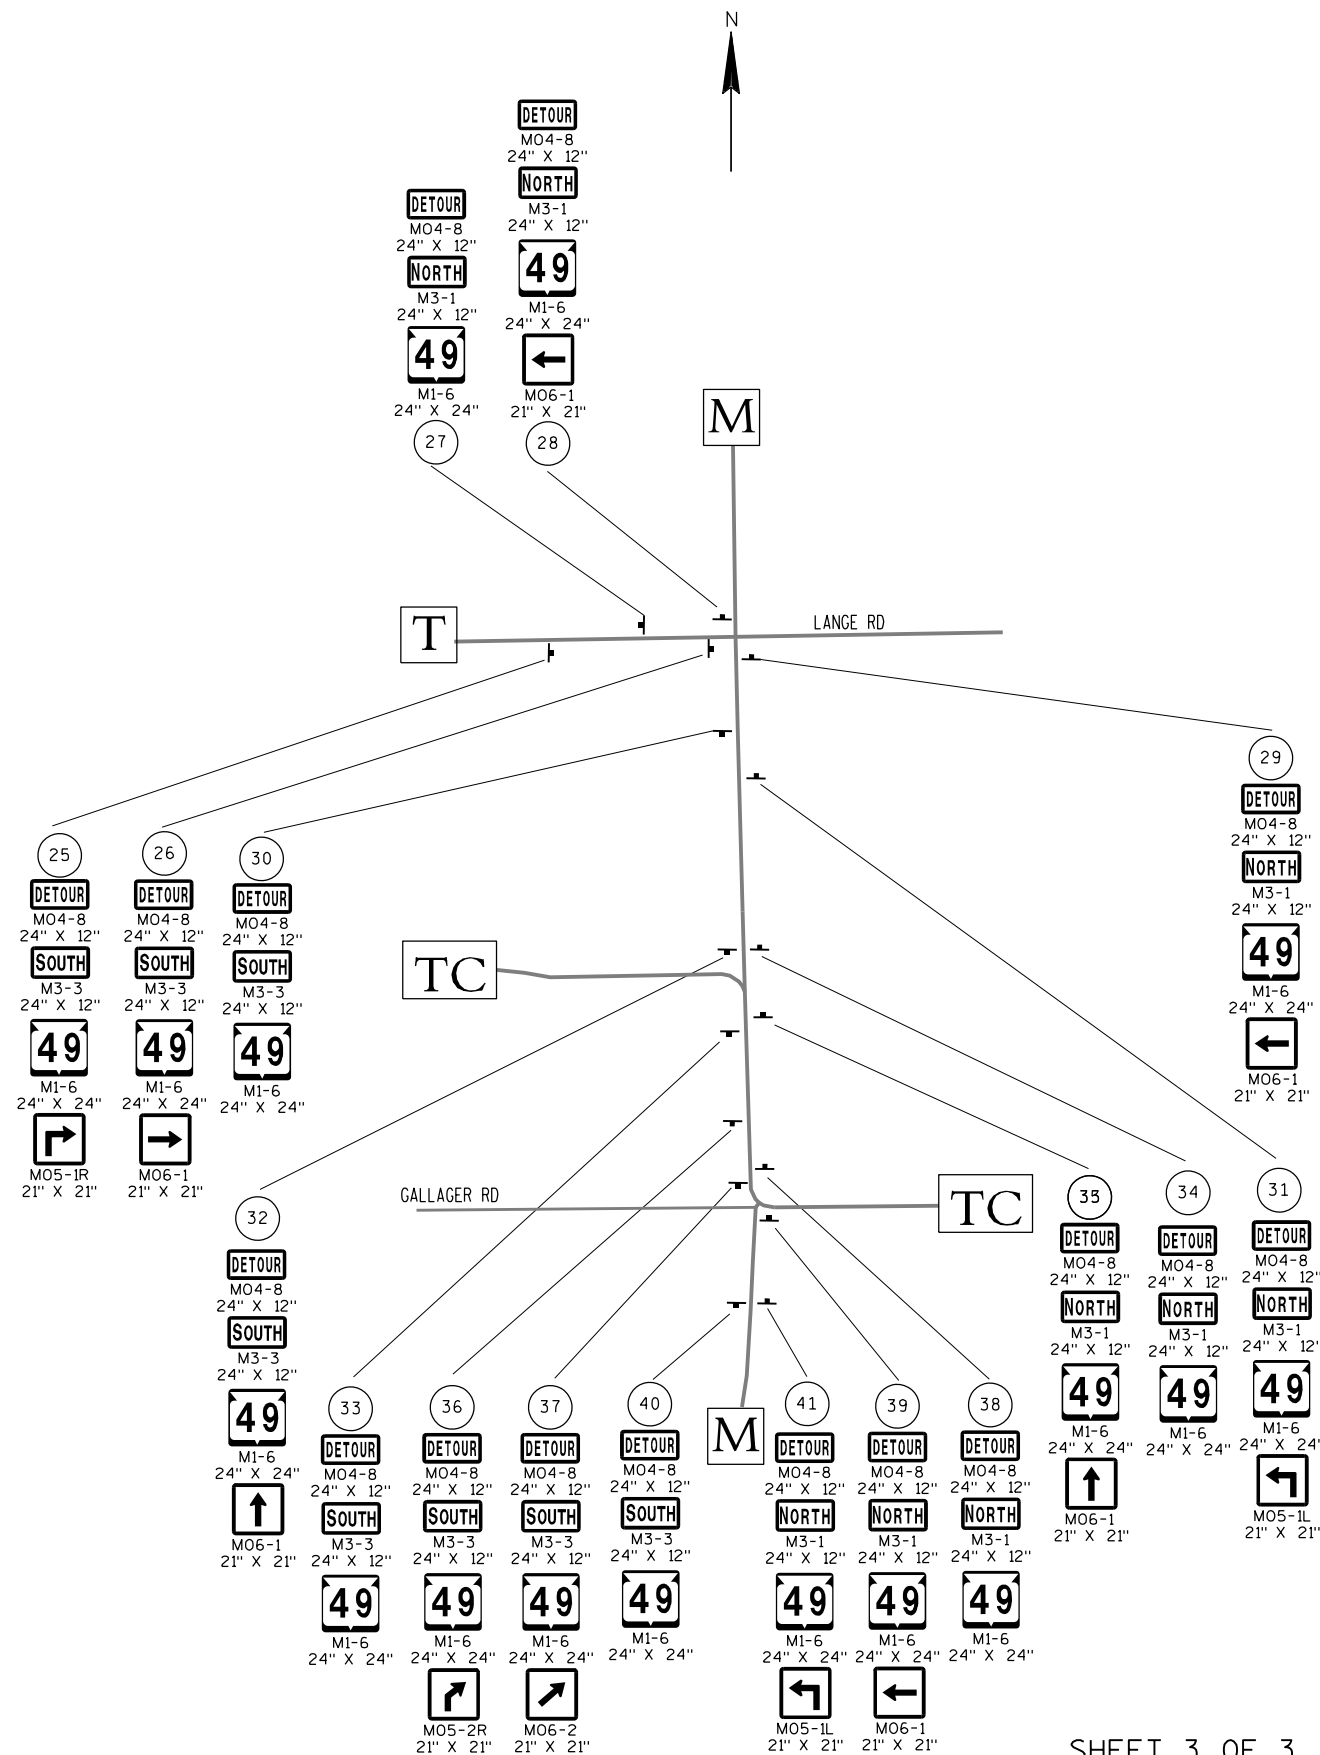 N
DETOUR
M04-8
24" X 12"
NORTH
M3-1
24" X 12"
49
M1-6
24" X 24"
M06-1
21" X 21"
28
DETOUR
M04-8
24" X 12"
NORTH
M3-1
24" X 12"
49
M1-6
24" X 24"
27
M
T
LANGE RD
25
DETOUR
M04-8
24" X 12"
SOUTH
M3-3
24" X 12"
49
M1-6
24" X 24"
M05-1R
21" X 21"
26
DETOUR
M04-8
24" X 12"
SOUTH
M3-3
24" X 12"
49
M1-6
24" X 24"
M06-1
21" X 21"
30
DETOUR
M04-8
24" X 12"
SOUTH
M3-3
24" X 12"
49
M1-6
24" X 24"
29
DETOUR
M04-8
24" X 12"
NORTH
M3-1
24" X 12"
49
M1-6
24" X 24"
M06-1
21" X 21"
TC
GALLAGER RD
TC
32
DETOUR
M04-8
24" X 12"
SOUTH
M3-3
24" X 12"
49
M1-6
24" X 24"
M06-1
21" X 21"
35
DETOUR
M04-8
24" X 12"
NORTH
M3-1
24" X 12"
49
M1-6
24" X 24"
M06-1
21" X 21"
34
DETOUR
M04-8
24" X 12"
NORTH
M3-1
24" X 12"
49
M1-6
24" X 24"
31
DETOUR
M04-8
24" X 12"
NORTH
M3-1
24" X 12"
49
M1-6
24" X 24"
M05-1L
21" X 21"
33
DETOUR
M04-8
24" X 12"
SOUTH
M3-3
24" X 12"
49
M1-6
24" X 24"
36
DETOUR
M04-8
24" X 12"
SOUTH
M3-3
24" X 12"
49
M1-6
24" X 24"
M05-2R
21" X 21"
37
DETOUR
M04-8
24" X 12"
SOUTH
M3-3
24" X 12"
49
M1-6
24" X 24"
M06-2
21" X 21"
40
DETOUR
M04-8
24" X 12"
SOUTH
M3-3
24" X 12"
49
M1-6
24" X 24"
M
41
DETOUR
M04-8
24" X 12"
NORTH
M3-1
24" X 12"
49
M1-6
24" X 24"
M05-1L
21" X 21"
39
DETOUR
M04-8
24" X 12"
NORTH
M3-1
24" X 12"
49
M1-6
24" X 24"
M06-1
21" X 21"
38
DETOUR
M04-8
24" X 12"
NORTH
M3-1
24" X 12"
49
M1-6
24" X 24"
SHEET 3 OF 3